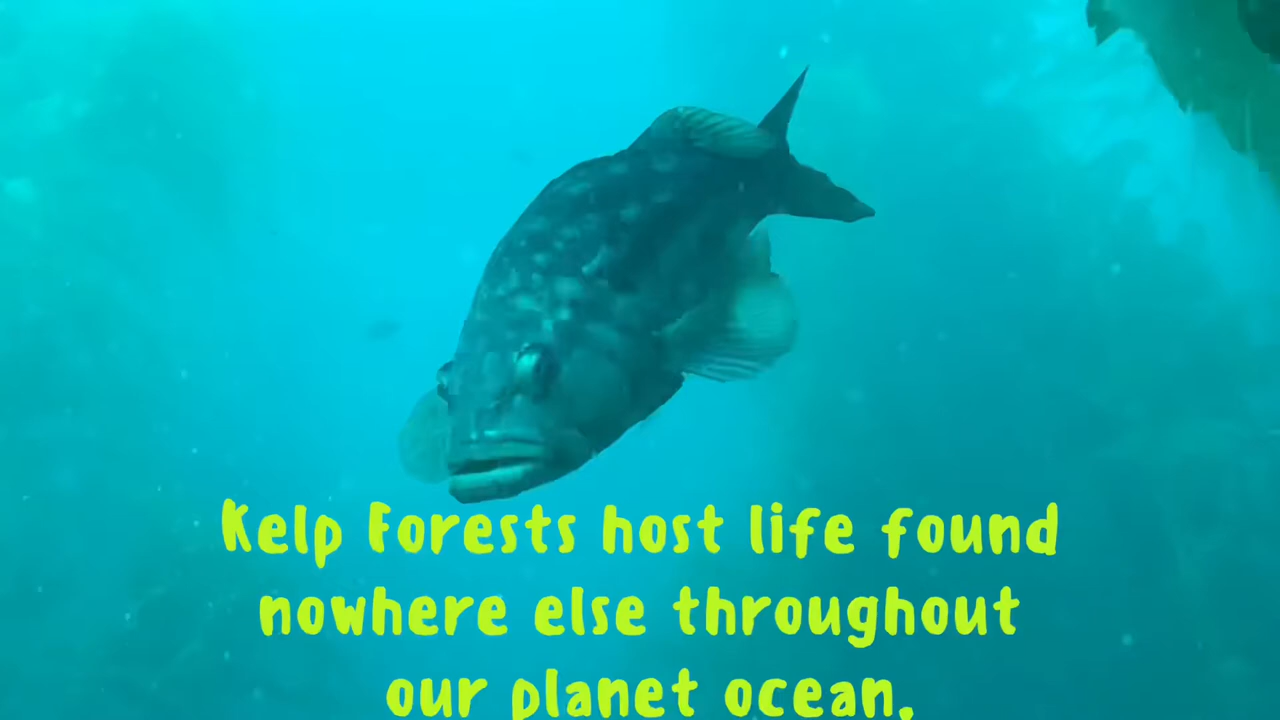 Kelp Forests host life found
nowhere else throughout
our planet ocean,